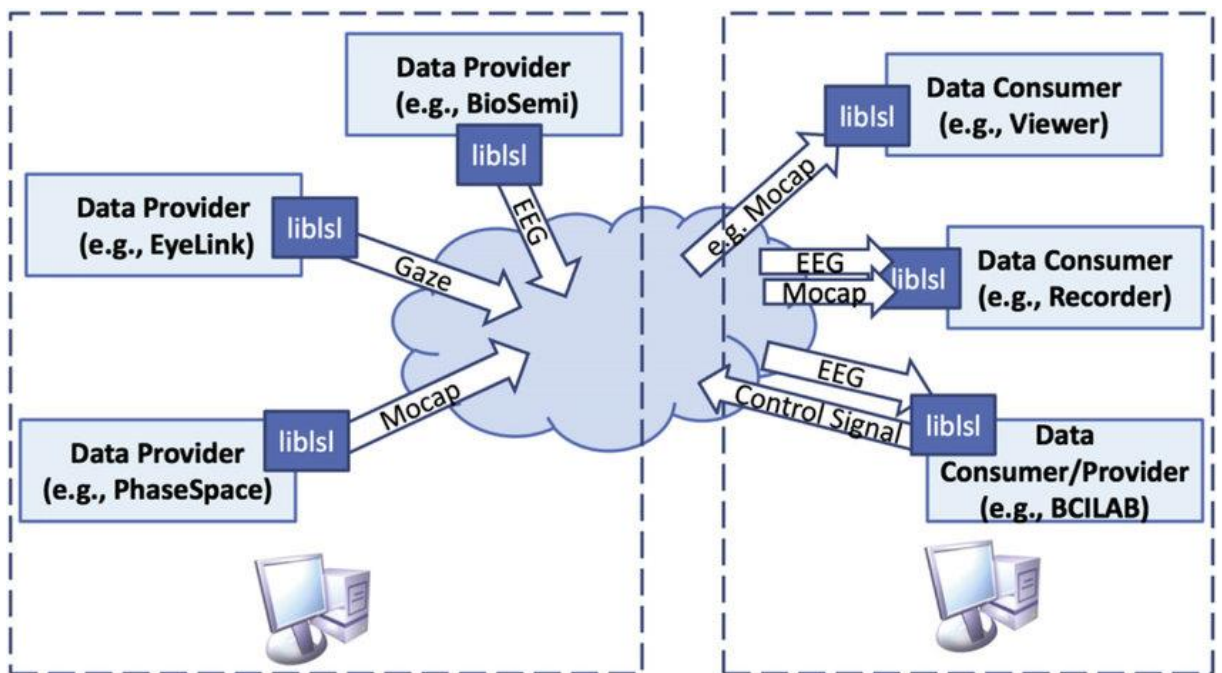 Data Provider
(e.g., BioSemi)
liblsl
EEG
Data Provider
(e.g., EyeLink)
liblsl
Gaze
Data Provider
(e.g., PhaseSpace)
liblsl
Mocap
Data Consumer
(e.g., Viewer)
liblsl
e.g. Mocap
Data Consumer
(e.g., Recorder)
liblsl
EEG
Mocap
EEG
Control Signal
liblsl
Data
Consumer/Provider
(e.g., BCILAB)